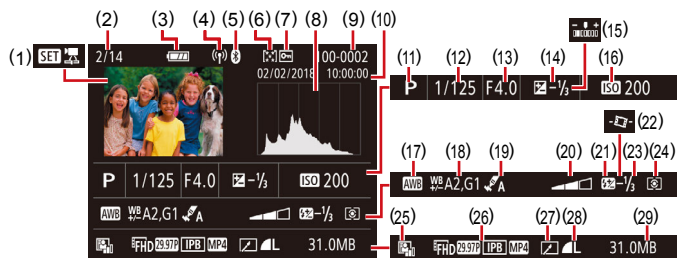 (2) (3) (4) (5) (6) (7) (8) (9) (10)
(1) SET 2/14 100-0002
02/02/2018 10:00:00
(15)
(11) (12) (13) (14) (16)
P 1/125 F4.0 -1/3 ISO 200
(22)
P 1/125 F4.0 -1/3 ISO 200
(17) (18) (19) (20) (21) (23) (24)
AWB WB +/- A2,G1 A -1/3
AWB WB +/- A2,G1 A -1/3
(25) (26) (27) (28) (29)
FHD 29.97P IPB MP4 L 31.0MB
FHD 29.97P IPB MP4 L 31.0MB